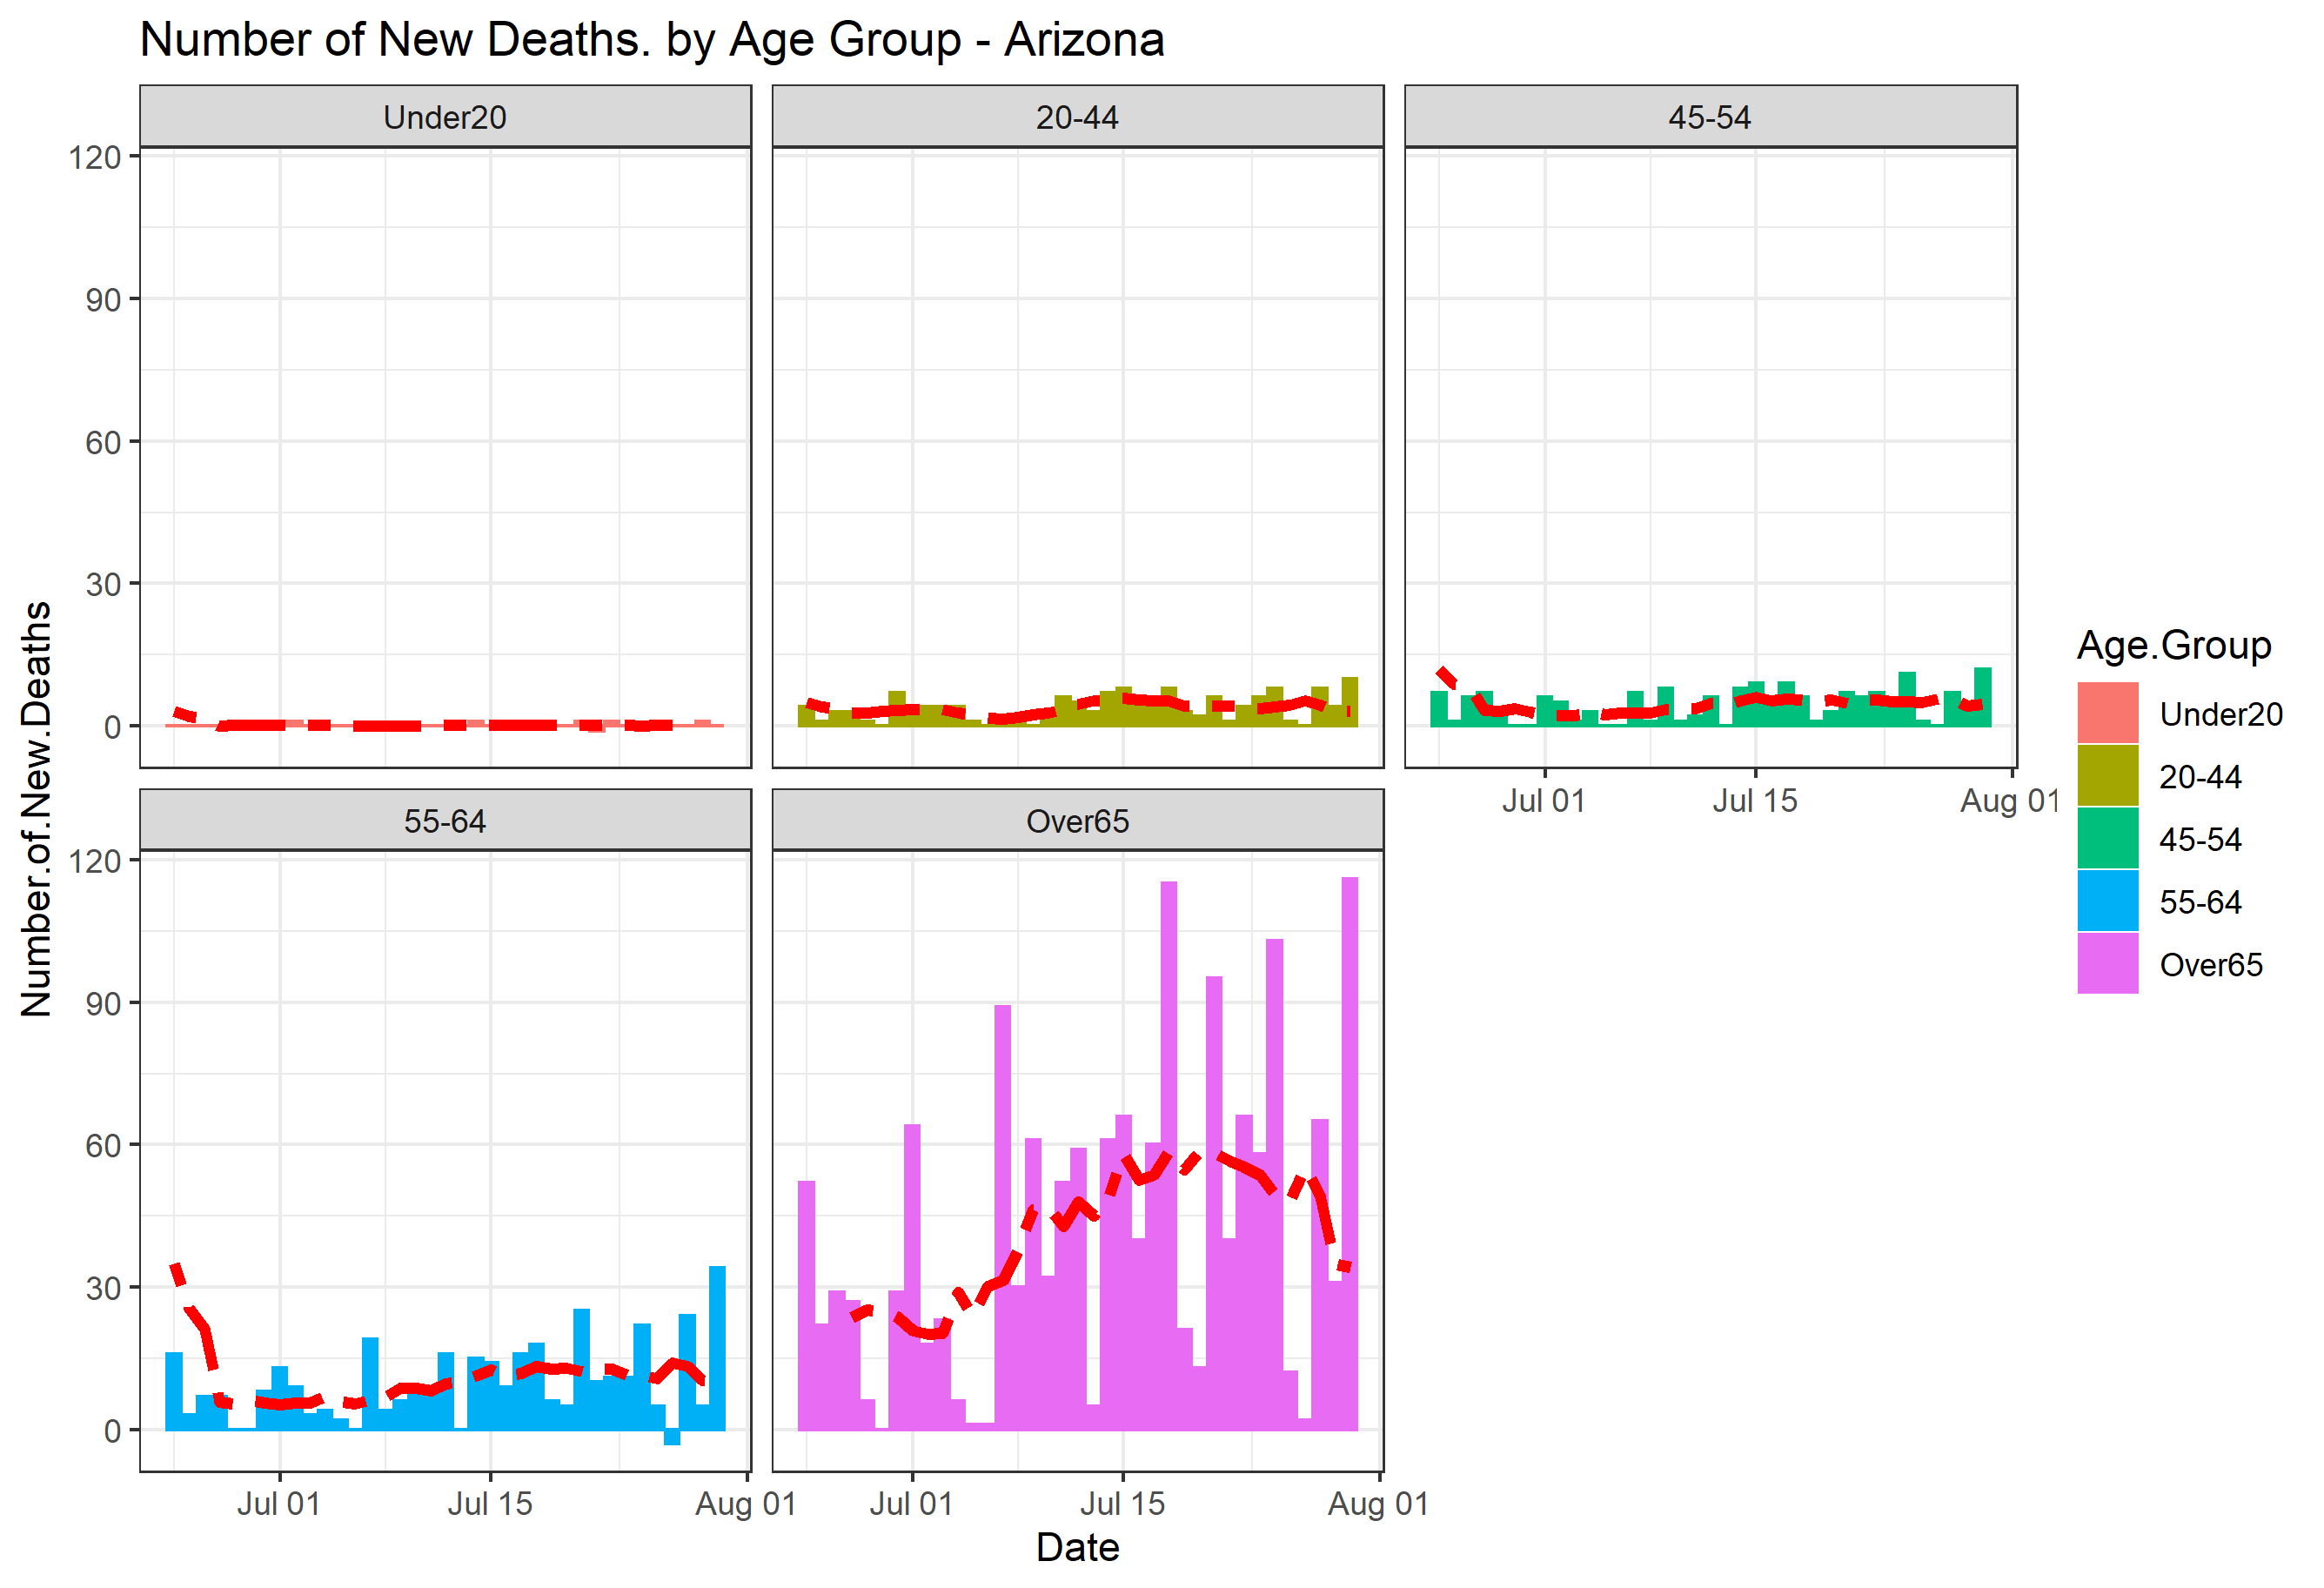 Number of New Deaths. by Age Group - Arizona
Under20
20-44
45-54
120
90
60
30
0
Jul 01
Jul 15
Aug 01
55-64
Over65
120
90
60
30
0
Jul 01
Jul 15
Aug 01
Jul 01
Jul 15
Aug 01
Date
Number.of.New.Deaths
Age.Group
Under20
20-44
45-54
55-64
Over65